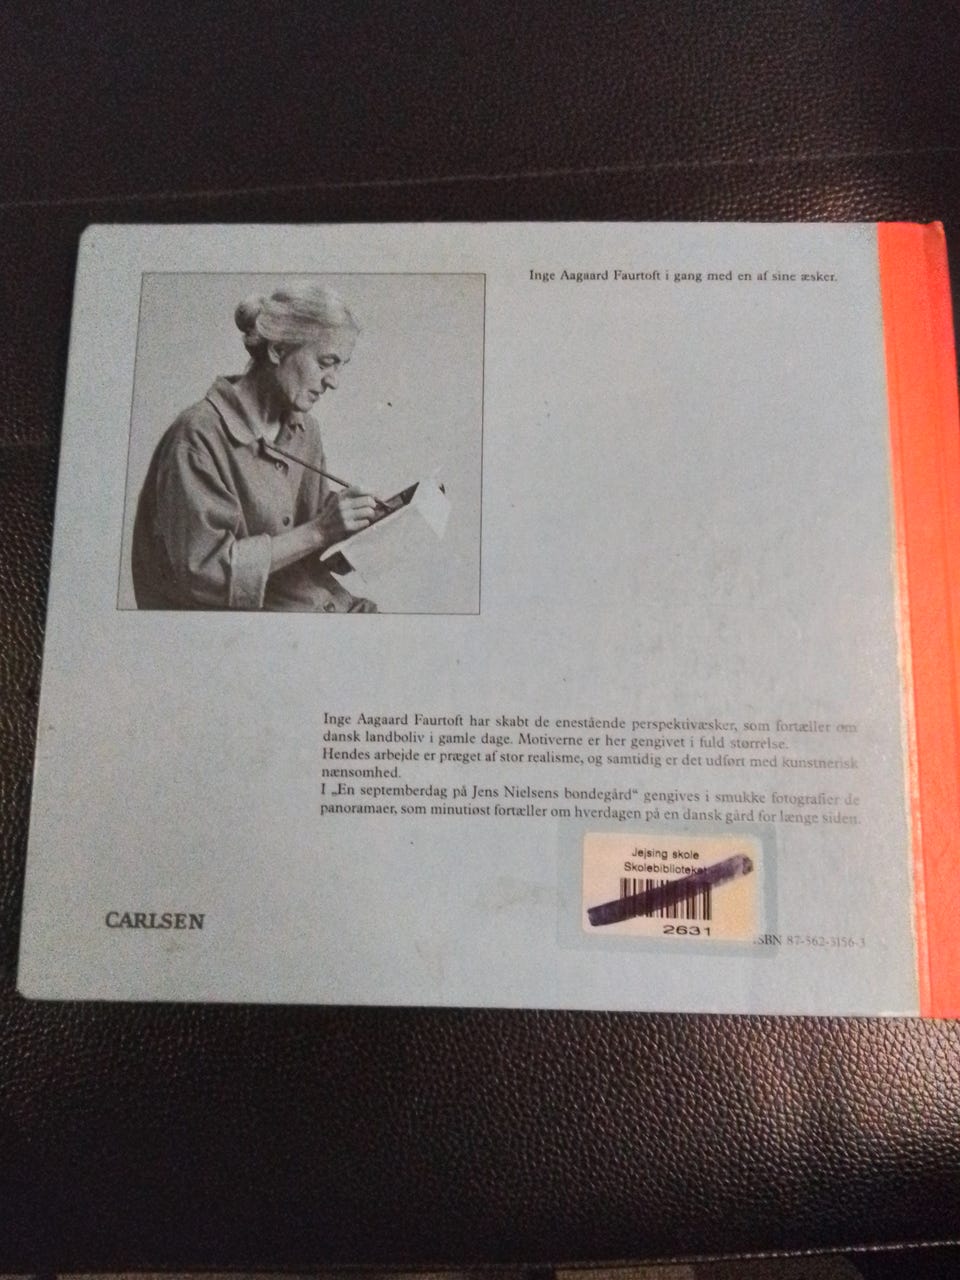 Inge Aagaard Faurtoft i gang med en af sine æsker.
Inge Aagaard Faurtoft har skabt de enestående perspektivæsker, som fortæller om
dansk landboliv i gamle dage. Motiverne er her gengivet i fuld størrelse.
Hendes arbejde er præget af stor realisme, og samtidig er det udført med kunstnerisk
nænsomhed.
I „En septemberdag på Jens Nielsens bondegård“ gengives i smukke fotografier de
panoramaer, som minutiøst fortæller om hverdagen på en dansk gård for længe siden.
Jejsing skole
Skolebiblioteket
2631
CARLSEN
ISBN 87-562-3156-3